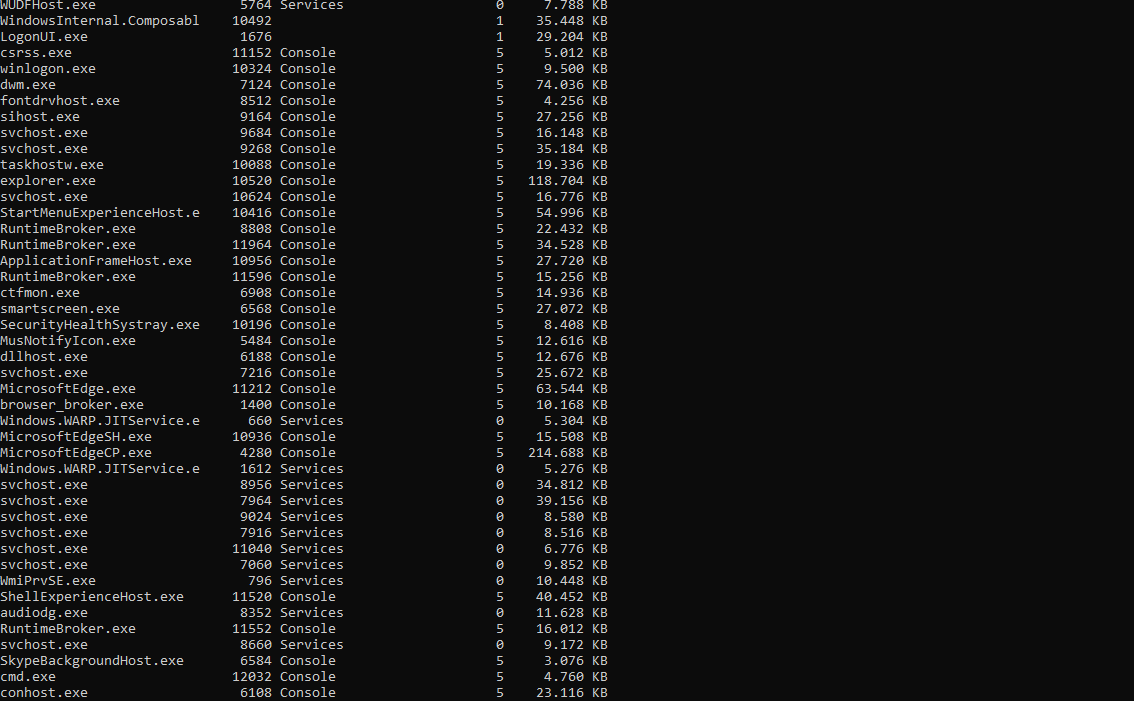 WUDFHost.exe 5764 Services 0 7.788 KB
WindowsInternal.Composabl 10492 1 35.448 KB
LogonUI.exe 1676 1 29.204 KB
csrss.exe 11152 Console 5 5.012 KB
winlogon.exe 10324 Console 5 9.500 KB
dwm.exe 7124 Console 5 74.036 KB
fontdrvhost.exe 8512 Console 5 4.256 KB
sihost.exe 9164 Console 5 27.256 KB
svchost.exe 9684 Console 5 16.148 KB
svchost.exe 9268 Console 5 35.184 KB
taskhostw.exe 10088 Console 5 19.336 KB
explorer.exe 10520 Console 5 118.704 KB
svchost.exe 10624 Console 5 16.776 KB
StartMenuExperienceHost.e 10416 Console 5 54.996 KB
RuntimeBroker.exe 8808 Console 5 22.432 KB
RuntimeBroker.exe 11964 Console 5 34.528 KB
ApplicationFrameHost.exe 10956 Console 5 27.720 KB
RuntimeBroker.exe 11596 Console 5 15.256 KB
ctfmon.exe 6908 Console 5 14.936 KB
smartscreen.exe 6568 Console 5 27.072 KB
SecurityHealthSystray.exe 10196 Console 5 8.408 KB
MusNotifyIcon.exe 5484 Console 5 12.616 KB
dllhost.exe 6188 Console 5 12.676 KB
svchost.exe 7216 Console 5 25.672 KB
MicrosoftEdge.exe 11212 Console 5 63.544 KB
browser_broker.exe 1400 Console 5 10.168 KB
Windows.WARP.JITService.e 660 Services 0 5.304 KB
MicrosoftEdgeSH.exe 10936 Console 5 15.508 KB
MicrosoftEdgeCP.exe 4280 Console 5 214.688 KB
Windows.WARP.JITService.e 1612 Services 0 5.276 KB
svchost.exe 8956 Services 0 34.812 KB
svchost.exe 7964 Services 0 39.156 KB
svchost.exe 9024 Services 0 8.580 KB
svchost.exe 7916 Services 0 8.516 KB
svchost.exe 11040 Services 0 6.776 KB
svchost.exe 7060 Services 0 9.852 KB
WmiPrvSE.exe 796 Services 0 10.448 KB
ShellExperienceHost.exe 11520 Console 5 40.452 KB
audiodg.exe 8352 Services 0 11.628 KB
RuntimeBroker.exe 11552 Console 5 16.012 KB
svchost.exe 8660 Services 0 9.172 KB
SkypeBackgroundHost.exe 6584 Console 5 3.076 KB
cmd.exe 12032 Console 5 4.760 KB
conhost.exe 6108 Console 5 23.116 KB